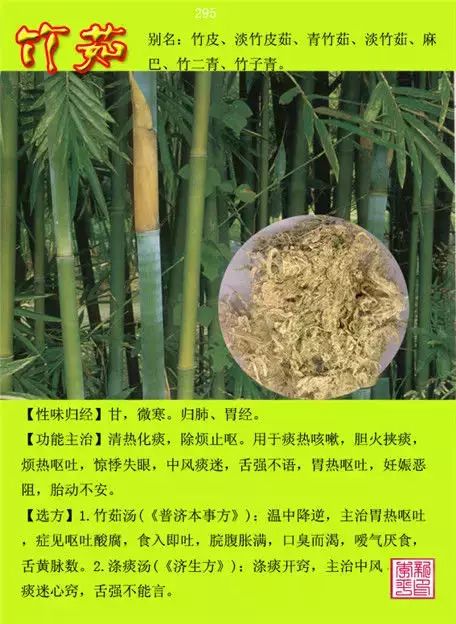 295
竹茹
别名：竹皮、淡竹皮茹、青竹茹、淡竹茹、麻
巴、竹二青、竹子青。
【性味归经】甘，微寒。归肺、胃经。
【功能主治】清热化痰，除烦止呕。用于痰热咳嗽，胆火挟痰，
烦热呕吐，惊悸失眠，中风痰迷，舌强不语，胃热呕吐，妊娠恶
阻，胎动不安。
【选方】1.竹茹汤(《普济本事方》)；温中降逆，主治胃热呕吐
，症见呕吐酸腐，食入即吐，脘腹胀满，口臭而渴，嗳气厌食，
舌黄脉数。2.涤痰汤(《济生方》)；涤痰开窍，主治中风
痰迷心窍，舌强不能言。